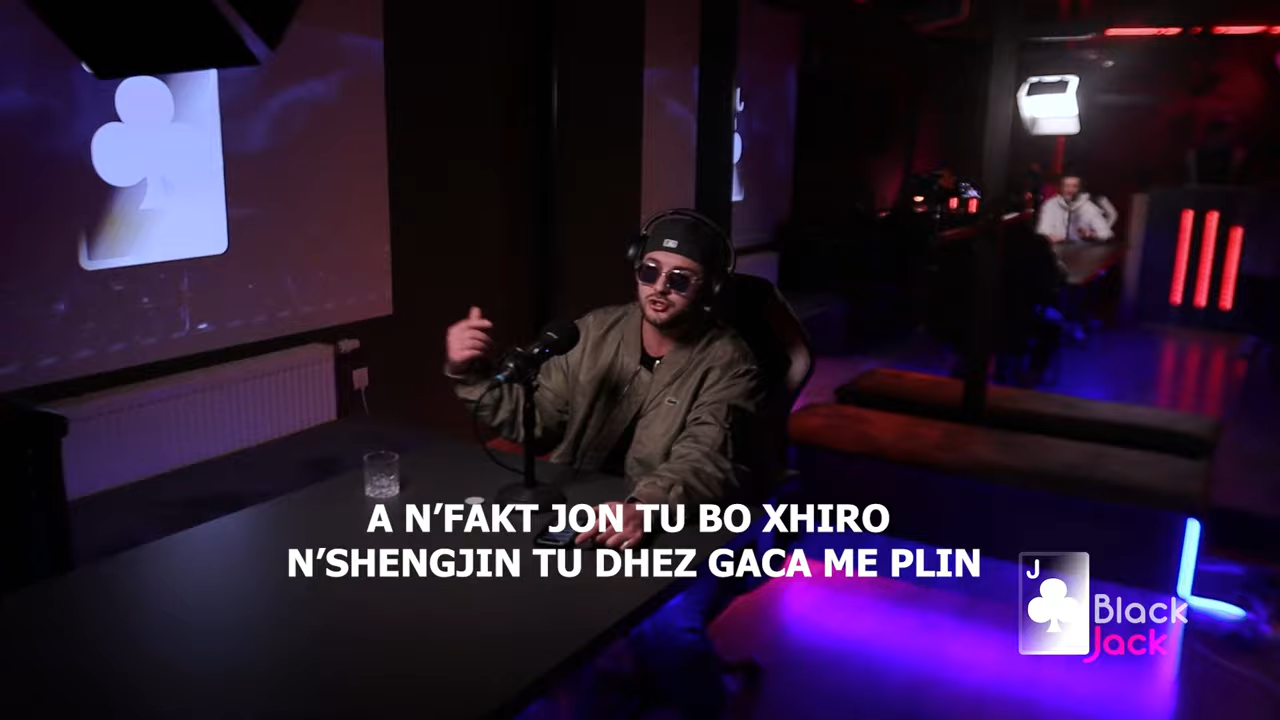 A N’FAKT JON TU BO XHIRO
N’SHENGJIN TU DHEZ GACA ME PLIN
J
Black
Jack